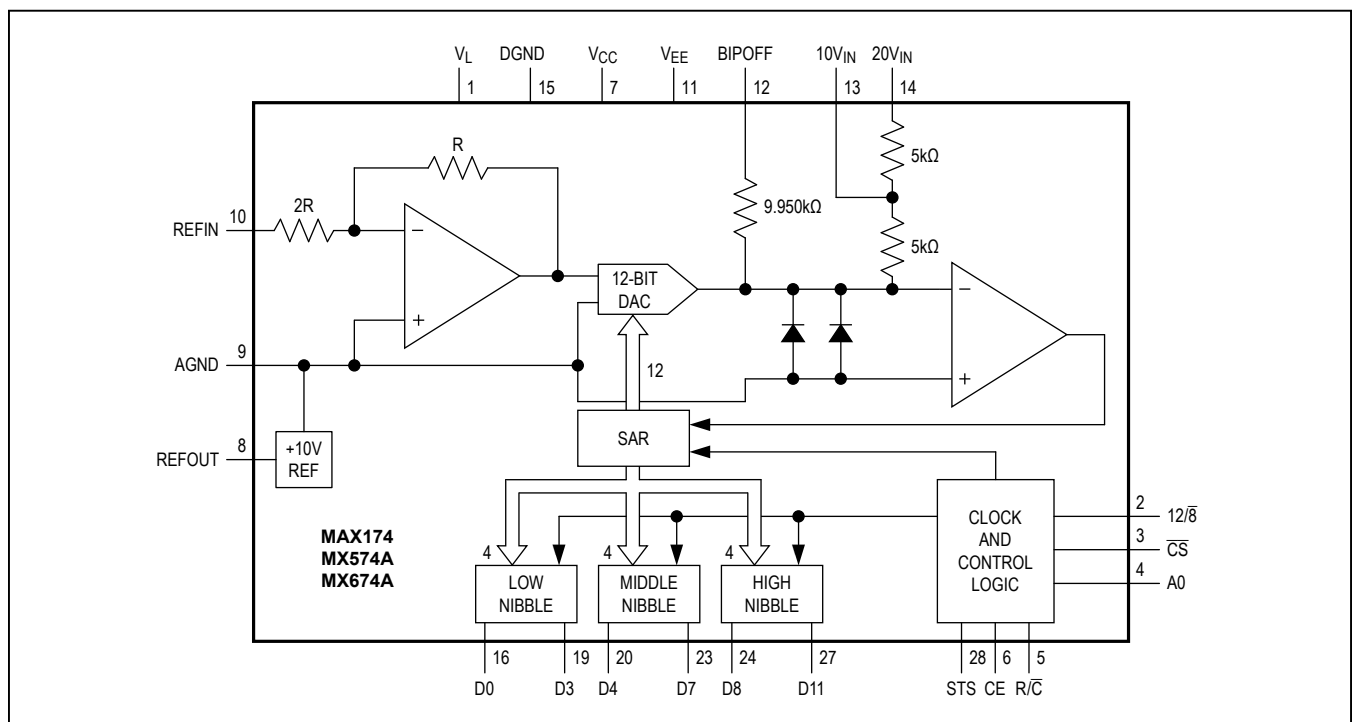 VL DGND VCC VEE BIPOFF 10VIN 20VIN
1 15 7 11 12 13 14
R
5kΩ
2R
9.950kΩ
10
REFIN
−
+
5kΩ
12-BIT
DAC
−
+
9
AGND
12
8
REFOUT
+10V
REF
SAR
MAX174
MX574A
MX674A
4 4 4
LOW
NIBBLE
MIDDLE
NIBBLE
HIGH
NIBBLE
CLOCK
AND
CONTROL
LOGIC
2
12/8̅
3
C̅S̅
4
A0
16 19 20 23 24 27 28 6 5
D0 D3 D4 D7 D8 D11 STS CE R/C̅